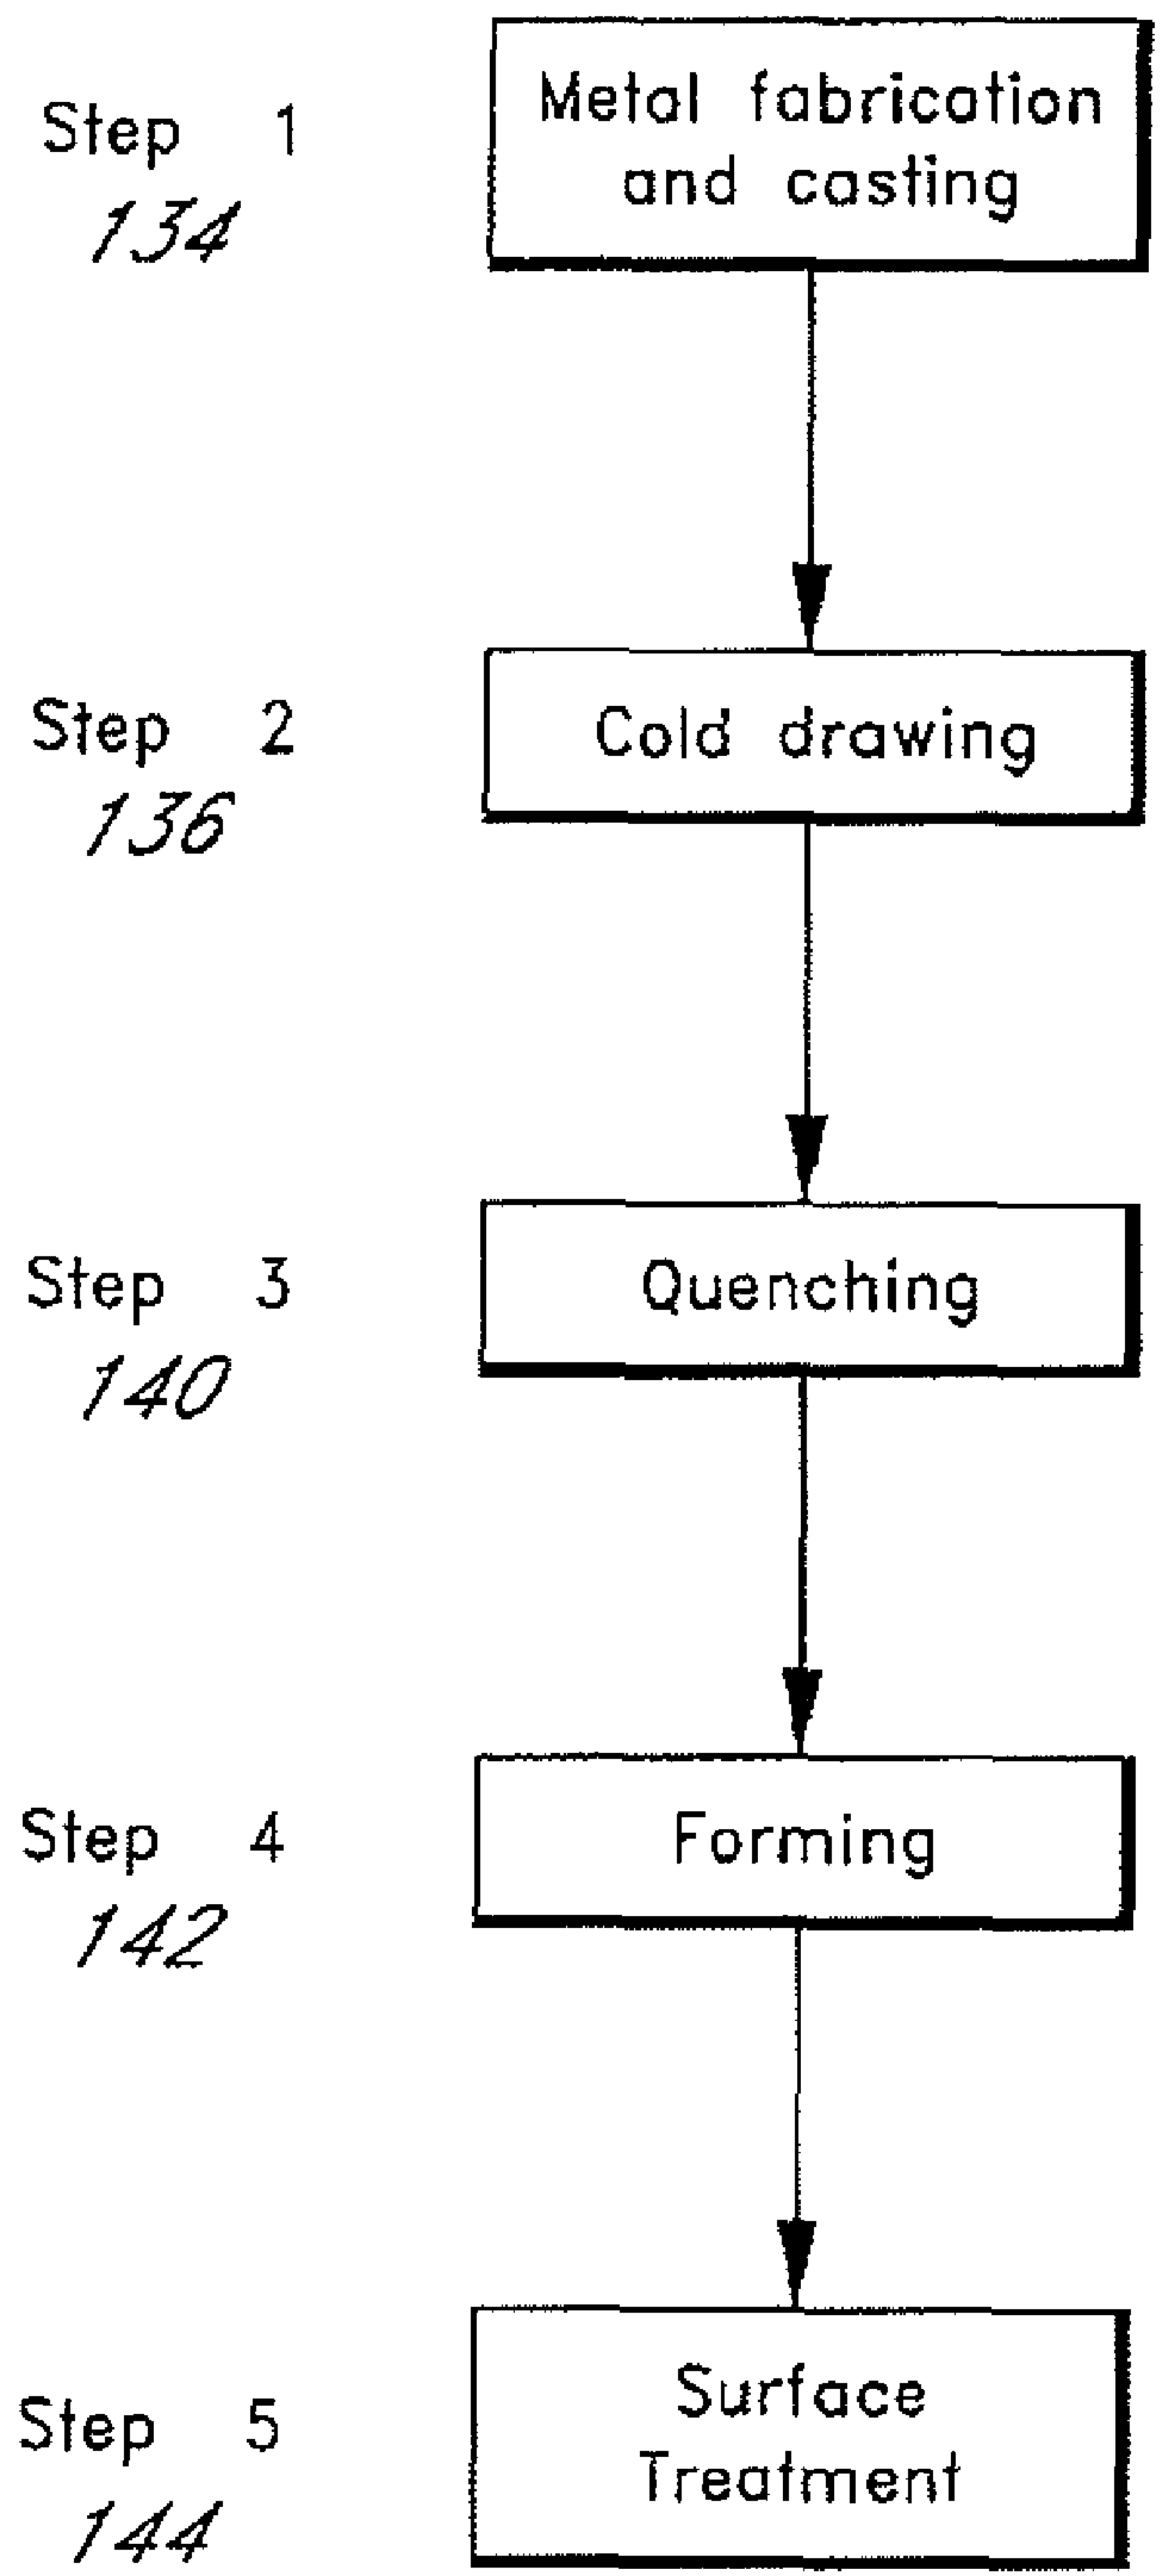 Step 1
134
Metal fabrication
and casting
Step 2
136
Cold drawing
Step 3
140
Quenching
Step 4
142
Forming
Step 5
144
Surface
Treatment